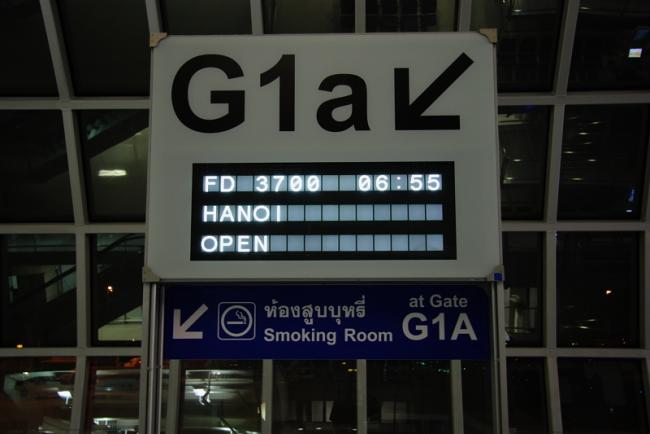 G1a
FD 3700 06:55
HANOI
OPEN
ห้องสูบบุหรี่
Smoking Room
at Gate
G1A